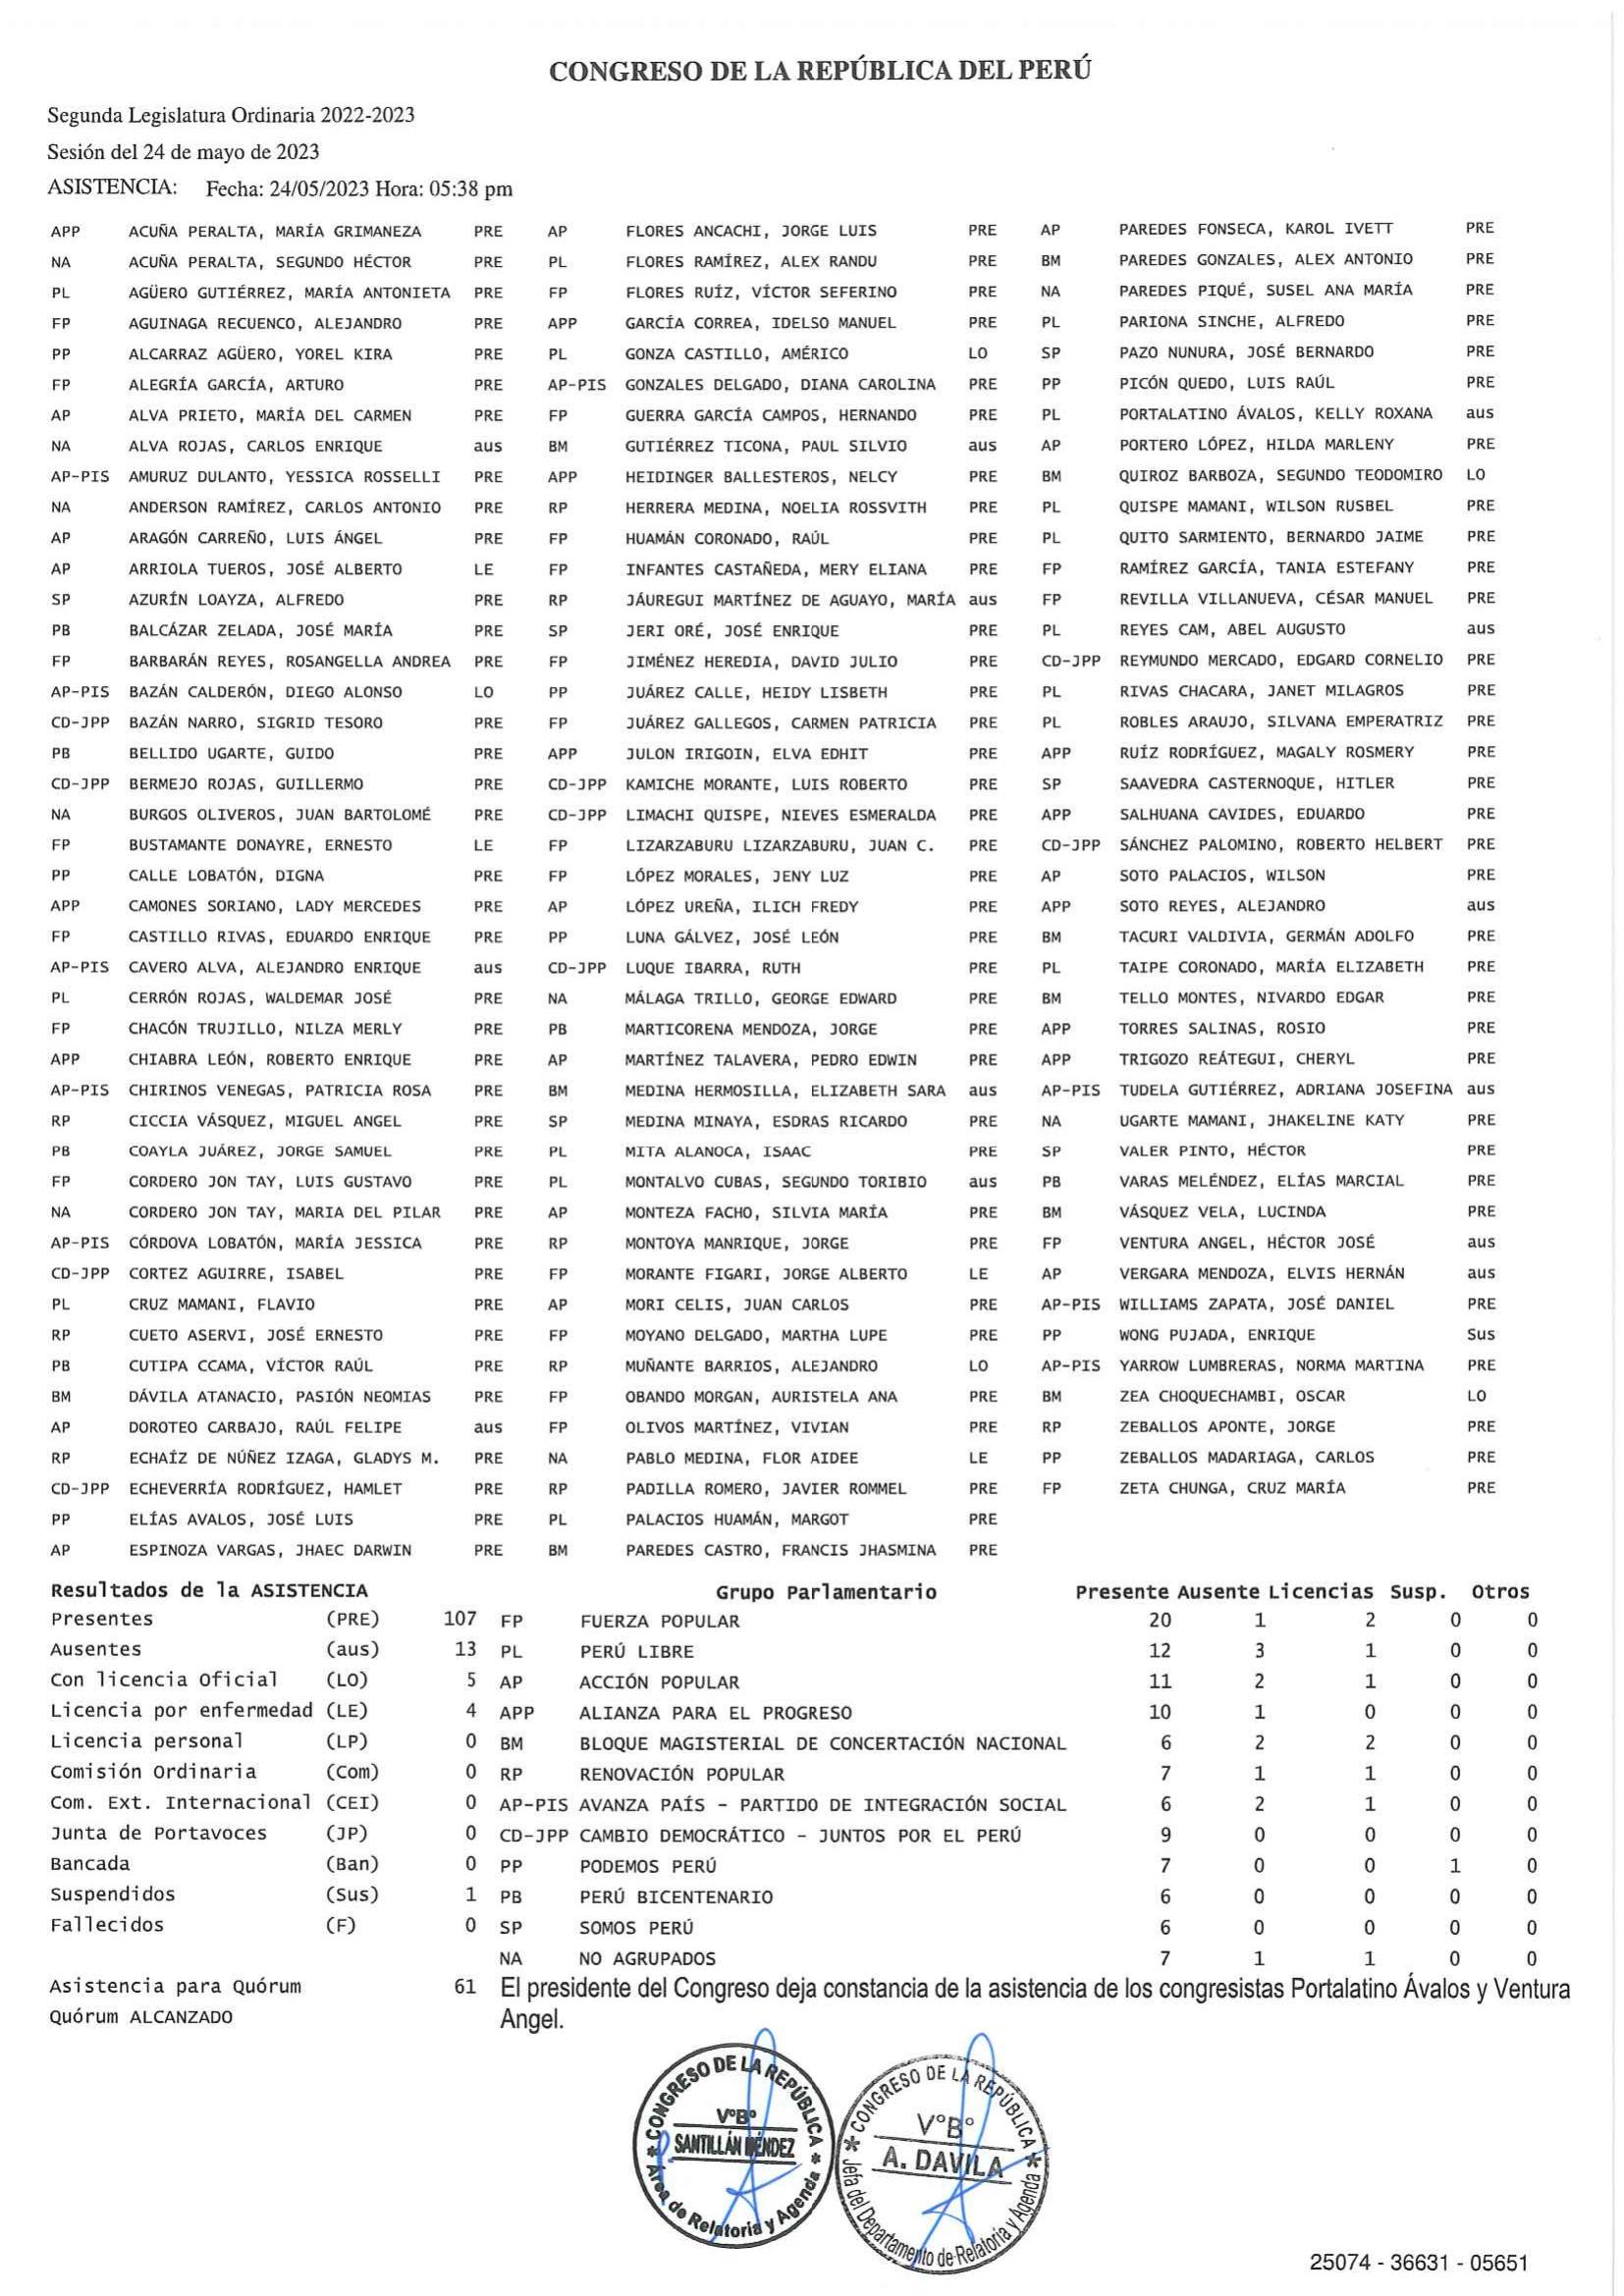 CONGRESO DE LA REPÚBLICA DEL PERÚ
Segunda Legislatura Ordinaria 2022-2023
Sesión del 24 de mayo de 2023
ASISTENCIA: Fecha: 24/05/2023 Hora: 05:38 pm
APP ACUÑA PERALTA, MARÍA GRIMANEZA PRE AP FLORES ANCACHI, JORGE LUIS PRE AP PAREDES FONSECA, KAROL IVETT PRE
NA ACUÑA PERALTA, SEGUNDO HÉCTOR PRE PL FLORES RAMÍREZ, ALEX RANDU PRE BM PAREDES GONZALES, ALEX ANTONIO PRE
PL AGÜERO GUTIÉRREZ, MARÍA ANTONIETA PRE FP FLORES RUÍZ, VÍCTOR SEFERINO PRE NA PAREDES PIQUÉ, SUSEL ANA MARÍA PRE
FP AGUINAGA RECUENCO, ALEJANDRO PRE APP GARCÍA CORREA, IDELSO MANUEL PRE PL PARIONA SINCHE, ALFREDO PRE
PP ALCARRAZ AGÜERO, YOREL KIRA PRE PL GONZA CASTILLO, AMÉRICO LO SP PAZO NUNURA, JOSÉ BERNARDO PRE
FP ALEGRÍA GARCÍA, ARTURO PRE AP-PIS GONZALES DELGADO, DIANA CAROLINA PRE PP PICÓN QUEDO, LUIS RAÚL PRE
AP ALVA PRIETO, MARÍA DEL CARMEN PRE FP GUERRA GARCÍA CAMPOS, HERNANDO PRE PL PORTALATINO ÁVALOS, KELLY ROXANA aus
NA ALVA ROJAS, CARLOS ENRIQUE aus BM GUTIÉRREZ TICONA, PAUL SILVIO aus AP PORTERO LÓPEZ, HILDA MARLENY PRE
AP-PIS AMURUZ DULANTO, YESSICA ROSSELLI PRE APP HEIDINGER BALLESTEROS, NELCY PRE BM QUIROZ BARBOZA, SEGUNDO TEODOMIRO LO
NA ANDERSON RAMÍREZ, CARLOS ANTONIO PRE RP HERRERA MEDINA, NOELIA ROSSVITH PRE PL QUISPE MAMANI, WILSON RUSBEL PRE
AP ARAGÓN CARREÑO, LUIS ÁNGEL PRE FP HUAMÁN CORONADO, RAÚL PRE PL QUITO SARMIENTO, BERNARDO JAIME PRE
AP ARRIOLA TUEROS, JOSÉ ALBERTO LE FP INFANTES CASTAÑEDA, MERY ELIANA PRE FP RAMÍREZ GARCÍA, TANIA ESTEFANY PRE
SP AZURÍN LOAYZA, ALFREDO PRE RP JÁUREGUI MARTÍNEZ DE AGUAYO, MARÍA aus FP REVILLA VILLANUEVA, CÉSAR MANUEL PRE
PB BALCÁZAR ZELADA, JOSÉ MARÍA PRE SP JERI ORÉ, JOSÉ ENRIQUE PRE PL REYES CAM, ABEL AUGUSTO aus
FP BARBARÁN REYES, ROSANGELLA ANDREA PRE FP JIMÉNEZ HEREDIA, DAVID JULIO PRE CD-JPP REYMUNDO MERCADO, EDGARD CORNELIO PRE
AP-PIS BAZÁN CALDERÓN, DIEGO ALONSO LO PP JUÁREZ CALLE, HEIDY LISBETH PRE PL RIVAS CHACARA, JANET MILAGROS PRE
CD-JPP BAZÁN NARRO, SIGRID TESORO PRE FP JUÁREZ GALLEGOS, CARMEN PATRICIA PRE PL ROBLES ARAUJO, SILVANA EMPERATRIZ PRE
PB BELLIDO UGARTE, GUIDO PRE APP JULON IRIGOIN, ELVA EDHIT PRE APP RUÍZ RODRÍGUEZ, MAGALY ROSMERY PRE
CD-JPP BERMEJO ROJAS, GUILLERMO PRE CD-JPP KAMICHE MORANTE, LUIS ROBERTO PRE SP SAAVEDRA CASTERNOQUE, HITLER PRE
NA BURGOS OLIVEROS, JUAN BARTOLOMÉ PRE CD-JPP LIMACHI QUISPE, NIEVES ESMERALDA PRE APP SALHUANA CAVIDES, EDUARDO PRE
FP BUSTAMANTE DONAYRE, ERNESTO LE FP LIZARZABURU LIZARZABURU, JUAN C. PRE CD-JPP SÁNCHEZ PALOMINO, ROBERTO HELBERT PRE
PP CALLE LOBATÓN, DIGNA PRE FP LÓPEZ MORALES, JENY LUZ PRE AP SOTO PALACIOS, WILSON PRE
APP CAMONES SORIANO, LADY MERCEDES PRE AP LÓPEZ UREÑA, ILICH FREDY PRE APP SOTO REYES, ALEJANDRO aus
FP CASTILLO RIVAS, EDUARDO ENRIQUE PRE PP LUNA GÁLVEZ, JOSÉ LEÓN PRE BM TACURI VALDIVIA, GERMÁN ADOLFO PRE
AP-PIS CAVERO ALVA, ALEJANDRO ENRIQUE aus CD-JPP LUQUE IBARRA, RUTH PRE PL TAIPE CORONADO, MARÍA ELIZABETH PRE
PL CERRÓN ROJAS, WALDEMAR JOSÉ PRE NA MÁLAGA TRILLO, GEORGE EDWARD PRE BM TELLO MONTES, NIVARDO EDGAR PRE
FP CHACÓN TRUJILLO, NILZA MERLY PRE PB MARTICORENA MENDOZA, JORGE PRE APP TORRES SALINAS, ROSIO PRE
APP CHIABRA LEÓN, ROBERTO ENRIQUE PRE AP MARTÍNEZ TALAVERA, PEDRO EDWIN PRE APP TRIGOZO REÁTEGUI, CHERYL PRE
AP-PIS CHIRINOS VENEGAS, PATRICIA ROSA PRE BM MEDINA HERMOSILLA, ELIZABETH SARA aus AP-PIS TUDELA GUTIÉRREZ, ADRIANA JOSEFINA aus
RP CICCIA VÁSQUEZ, MIGUEL ANGEL PRE SP MEDINA MINAYA, ESDRAS RICARDO PRE NA UGARTE MAMANI, JHAKELINE KATY PRE
PB COAYLA JUÁREZ, JORGE SAMUEL PRE PL MITA ALANOCA, ISAAC PRE SP VALER PINTO, HÉCTOR PRE
FP CORDERO JON TAY, LUIS GUSTAVO PRE PL MONTALVO CUBAS, SEGUNDO TORIBIO aus PB VARAS MELÉNDEZ, ELÍAS MARCIAL PRE
NA CORDERO JON TAY, MARIA DEL PILAR PRE AP MONTEZA FACHO, SILVIA MARÍA PRE BM VÁSQUEZ VELA, LUCINDA PRE
AP-PIS CÓRDOVA LOBATÓN, MARÍA JESSICA PRE RP MONTOYA MANRIQUE, JORGE PRE FP VENTURA ANGEL, HÉCTOR JOSÉ aus
CD-JPP CORTEZ AGUIRRE, ISABEL PRE FP MORANTE FIGARI, JORGE ALBERTO LE AP VERGARA MENDOZA, ELVIS HERNÁN aus
PL CRUZ MAMANI, FLAVIO PRE AP MORI CELIS, JUAN CARLOS PRE AP-PIS WILLIAMS ZAPATA, JOSÉ DANIEL PRE
RP CUETO ASERVI, JOSÉ ERNESTO PRE FP MOYANO DELGADO, MARTHA LUPE PRE PP WONG PUJADA, ENRIQUE Sus
PB CUTIPA CCAMA, VÍCTOR RAÚL PRE RP MUÑANTE BARRIOS, ALEJANDRO LO AP-PIS YARROW LUMBRERAS, NORMA MARTINA PRE
BM DÁVILA ATANACIO, PASIÓN NEOMIAS PRE FP OBANDO MORGAN, AURISTELA ANA PRE BM ZEA CHOQUECHAMBI, OSCAR LO
AP DOROTEO CARBAJO, RAÚL FELIPE aus FP OLIVOS MARTÍNEZ, VIVIAN PRE RP ZEBALLOS APONTE, JORGE PRE
RP ECHAÍZ DE NÚÑEZ IZAGA, GLADYS M. PRE NA PABLO MEDINA, FLOR AIDEE LE PP ZEBALLOS MADARIAGA, CARLOS PRE
CD-JPP ECHEVERRÍA RODRÍGUEZ, HAMLET PRE RP PADILLA ROMERO, JAVIER ROMMEL PRE FP ZETA CHUNGA, CRUZ MARÍA PRE
PP ELÍAS AVALOS, JOSÉ LUIS PRE PL PALACIOS HUAMÁN, MARGOT PRE
AP ESPINOZA VARGAS, JHAEC DARWIN PRE BM PAREDES CASTRO, FRANCIS JHASMINA PRE
Resultados de la ASISTENCIA Grupo Parlamentario Presente Ausente Licencias Susp. Otros
Presentes (PRE) 107 FP FUERZA POPULAR 20 1 2 0 0
Ausentes (aus) 13 PL PERÚ LIBRE 12 3 1 0 0
Con licencia Oficial (LO) 5 AP ACCIÓN POPULAR 11 2 1 0 0
Licencia por enfermedad (LE) 4 APP ALIANZA PARA EL PROGRESO 10 1 0 0 0
Licencia personal (LP) 0 BM BLOQUE MAGISTERIAL DE CONCERTACIÓN NACIONAL 6 2 2 0 0
Comisión Ordinaria (Com) 0 RP RENOVACIÓN POPULAR 7 1 1 0 0
Com. Ext. Internacional (CEI) 0 AP-PIS AVANZA PAÍS - PARTIDO DE INTEGRACIÓN SOCIAL 6 2 1 0 0
Junta de Portavoces (JP) 0 CD-JPP CAMBIO DEMOCRÁTICO - JUNTOS POR EL PERÚ 9 0 0 0 0
Bancada (Ban) 0 PP PODEMOS PERÚ 7 0 0 1 0
Suspendidos (Sus) 1 PB PERÚ BICENTENARIO 6 0 0 0 0
Fallecidos (F) 0 SP SOMOS PERÚ 6 0 0 0 0
NA NO AGRUPADOS 7 1 1 0 0
Asistencia para Quórum 61 El presidente del Congreso deja constancia de la asistencia de los congresistas Portalatino Ávalos y Ventura
Quórum ALCANZADO Angel.
CONGRESO DE LA REPÚBLICA
V°B°
SANTILLÁN MÉNDEZ
Area de Relatoria y Agenda
CONGRESO DE LA REPÚBLICA
V°B°
A. DAVILA
Jefa del Departamento de Relatoría y Agenda
25074 - 36631 - 05651